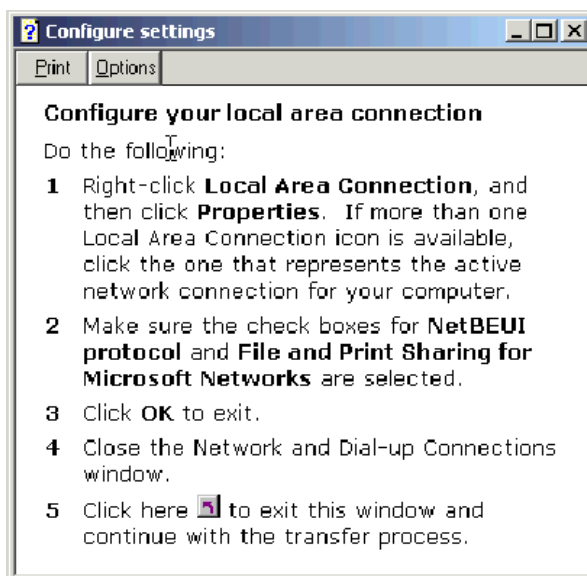 Configure settings
Print Options
Configure your local area connection
Do the following:
1 Right-click Local Area Connection, and
then click Properties. If more than one
Local Area Connection icon is available,
click the one that represents the active
network connection for your computer.
2 Make sure the check boxes for NetBEUI
protocol and File and Print Sharing for
Microsoft Networks are selected.
3 Click OK to exit.
4 Close the Network and Dial-up Connections
window.
5 Click here to exit this window and
continue with the transfer process.